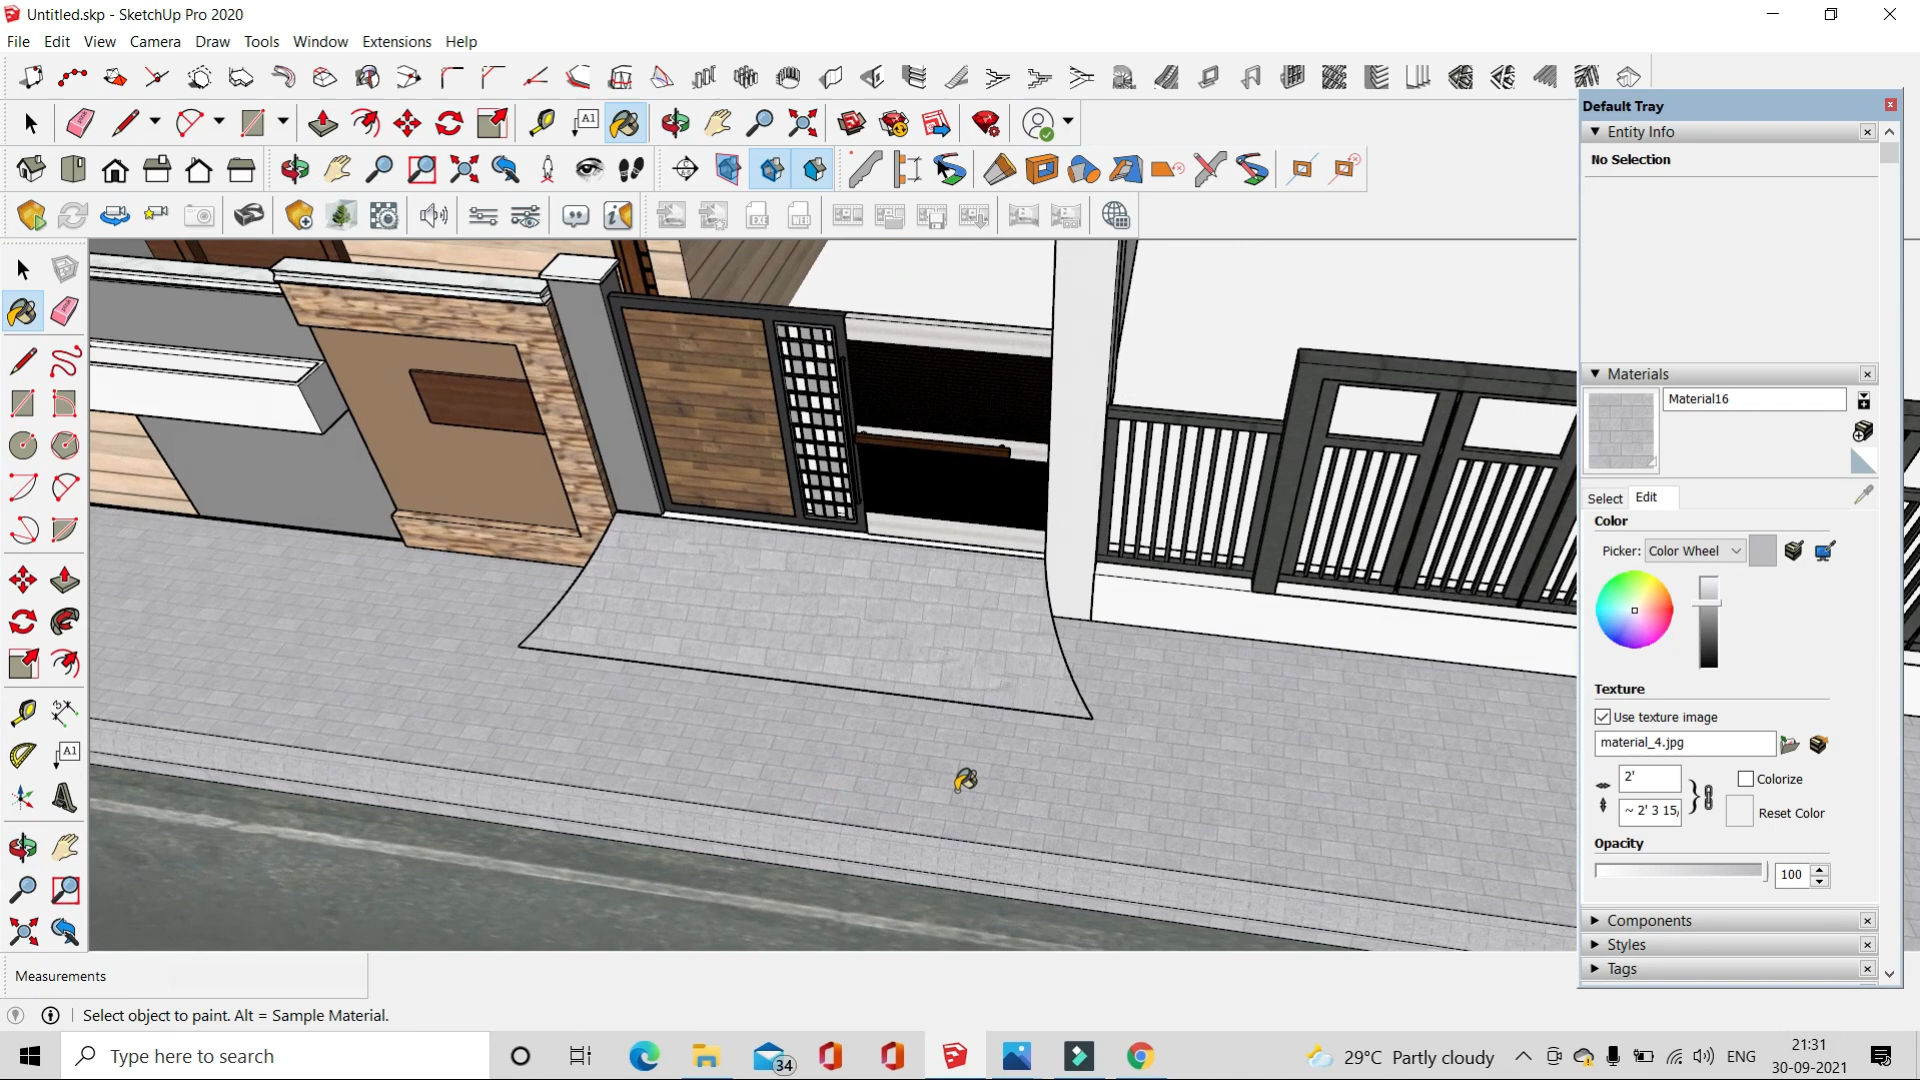 Untitled.skp - SketchUp Pro 2020
File Edit View Camera Draw Tools Window Extensions Help
A1
Default Tray
Entity Info
No Selection
Materials
Material16
Select Edit
Color
Picker: Color Wheel
Texture
Use texture image
material_4.jpg
2'
Colorize
~ 2' 3 15,
Reset Color
Opacity
100
Components
Styles
Tags
A1
Measurements
Select object to paint. Alt = Sample Material.
Type here to search
34
29°C Partly cloudy
ENG
21:31
30-09-2021